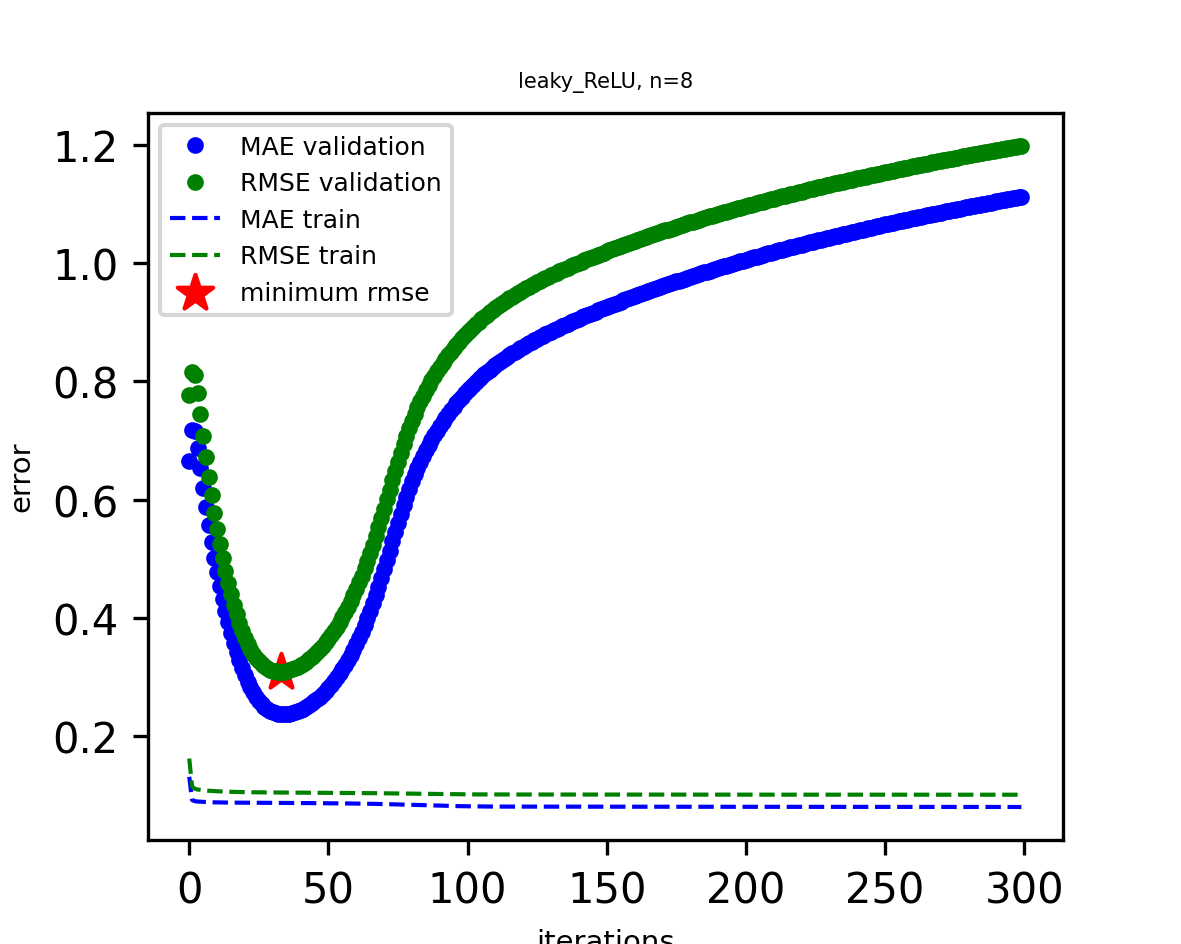 leaky_ReLU, n=8
MAE validation
RMSE validation
MAE train
RMSE train
minimum rmse
error
1.2
1.0
0.8
0.6
0.4
0.2
0 50 100 150 200 250 300
iterations